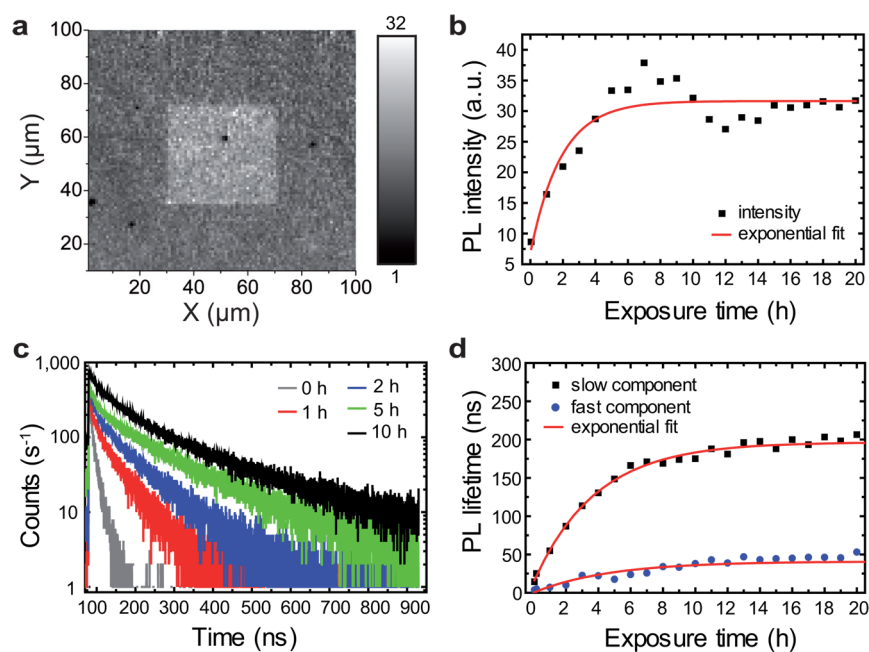 a
100
80
60
40
20
Y (μm)
20 40 60 80 100
X (μm)
32
1
b
40
35
30
25
20
15
10
5
PL intensity (a.u.)
intensity
exponential fit
0 2 4 6 8 10 12 14 16 18 20
Exposure time (h)
c
1,000
100
10
1
Counts (s⁻¹)
0 h 2 h
1 h 5 h
10 h
100 200 300 400 500 600 700 800 900
Time (ns)
d
300
250
200
150
100
50
0
PL lifetime (ns)
slow component
fast component
exponential fit
0 2 4 6 8 10 12 14 16 18 20
Exposure time (h)